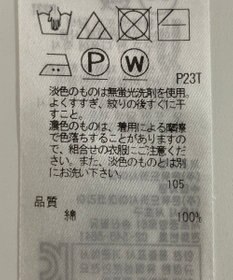 P
W
P23T
淡色のものは無蛍光洗剤を使用。
よくすすぎ、絞りの後すぐに干
すこと。
濃色のものは、着用による摩擦
で色落ちすることがありますの
で、組合せの衣服にご注意くだ
さい。また、淡色のものとは別
にお洗い下さい。
105
品質
綿 100%